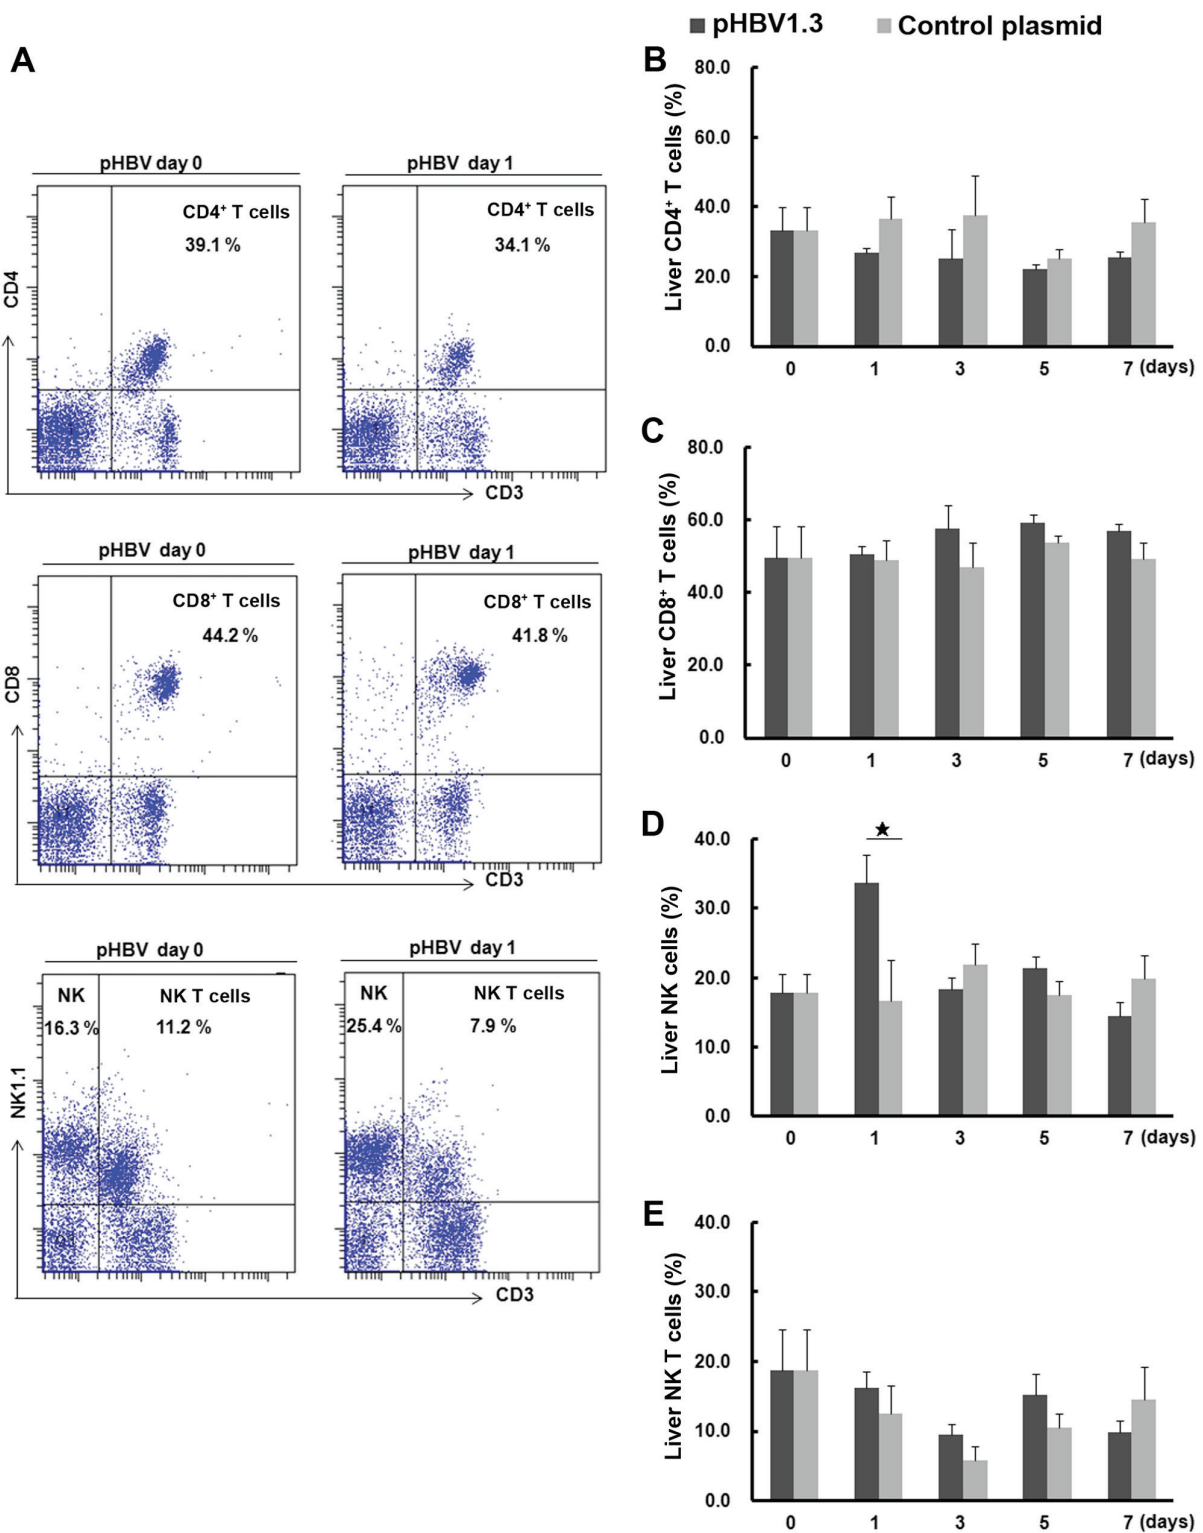 pHBV1.3 Control plasmid
A
pHBV day 0
pHBV day 1
CD4
CD4⁺ T cells
39.1 %
CD4⁺ T cells
34.1 %
CD3
pHBV day 0
pHBV day 1
CD8
CD8⁺ T cells
44.2 %
CD8⁺ T cells
41.8 %
CD3
pHBV day 0
pHBV day 1
NK1.1
NK
16.3 %
NK T cells
11.2 %
NK
25.4 %
NK T cells
7.9 %
CD3
B
Liver CD4⁺ T cells (%)
80.0
60.0
40.0
20.0
0.0
0 1 3 5 7 (days)
C
Liver CD8⁺ T cells (%)
80.0
60.0
40.0
20.0
0.0
0 1 3 5 7 (days)
D
Liver NK cells (%)
40.0
30.0
20.0
10.0
0.0
★
0 1 3 5 7 (days)
E
Liver NK T cells (%)
40.0
30.0
20.0
10.0
0.0
0 1 3 5 7 (days)